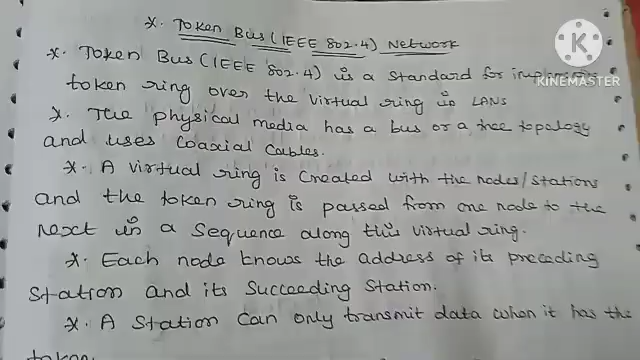 * Token Bus (IEEE 802.4) Network
* Token Bus (IEEE 802.4) is a Standard for
token ring over the virtual ring in LANs
* The physical media has a bus or a tree topology
and uses Coaxial Cables.
* A virtual ring is Created with the nodes/stations
and the token ring is passed from one node to the
next in a Sequence along this virtual ring.
* Each node knows the address of its preceding
Station and its Succeeding Station.
* A Station Can only transmit data when it has the
token.
KINEMASTER